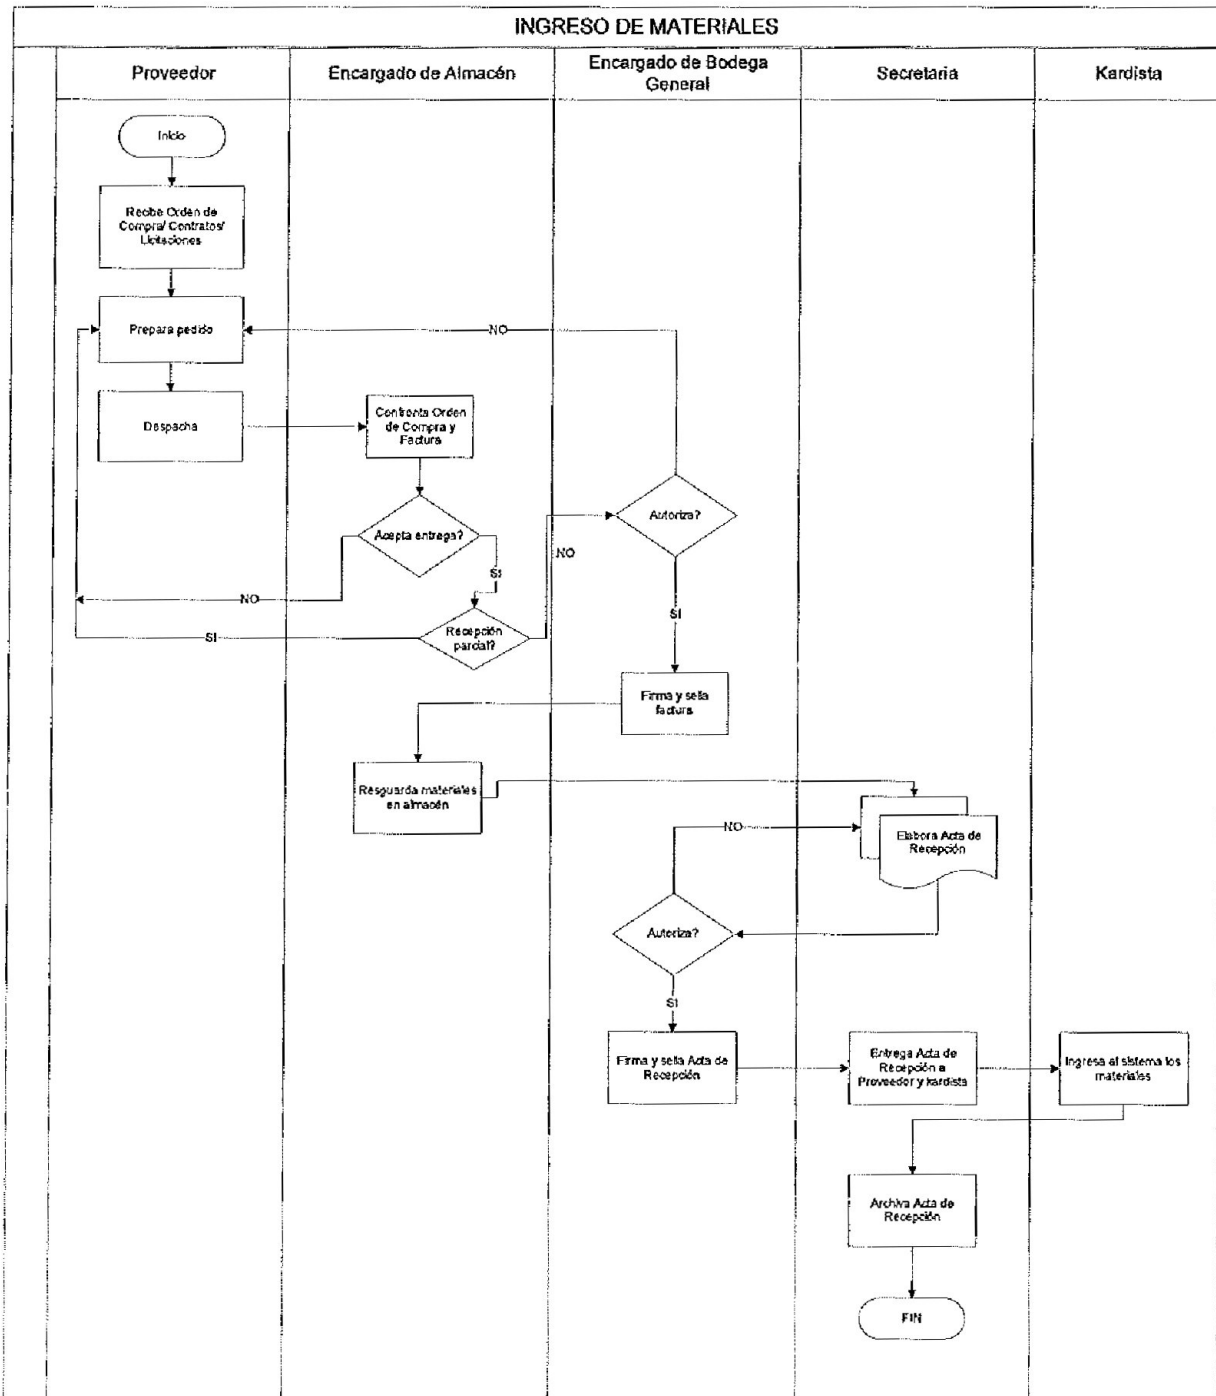 INGRESO DE MATERIALES
Proveedor
Encargado de Almacén
Encargado de Bodega
General
Secretaria
Kardista
Inicio
Recibe Orden de
Compra/ Contratos/
Licitaciones
Prepara pedido
NO
Despacha
Confronta Orden
de Compra y
Factura
Acepta entrega?
Autoriza?
NO
SI
NO
SI
Recepción
parcial?
SI
Firma y sella
factura
Resguarda materiales
en almacén
NO
Elabora Acta de
Recepción
Autoriza?
SI
Firma y sella Acta de
Recepción
Entrega Acta de
Recepción a
Proveedor y kardista
Ingresa al sistema los
materiales
Archiva Acta de
Recepción
FIN